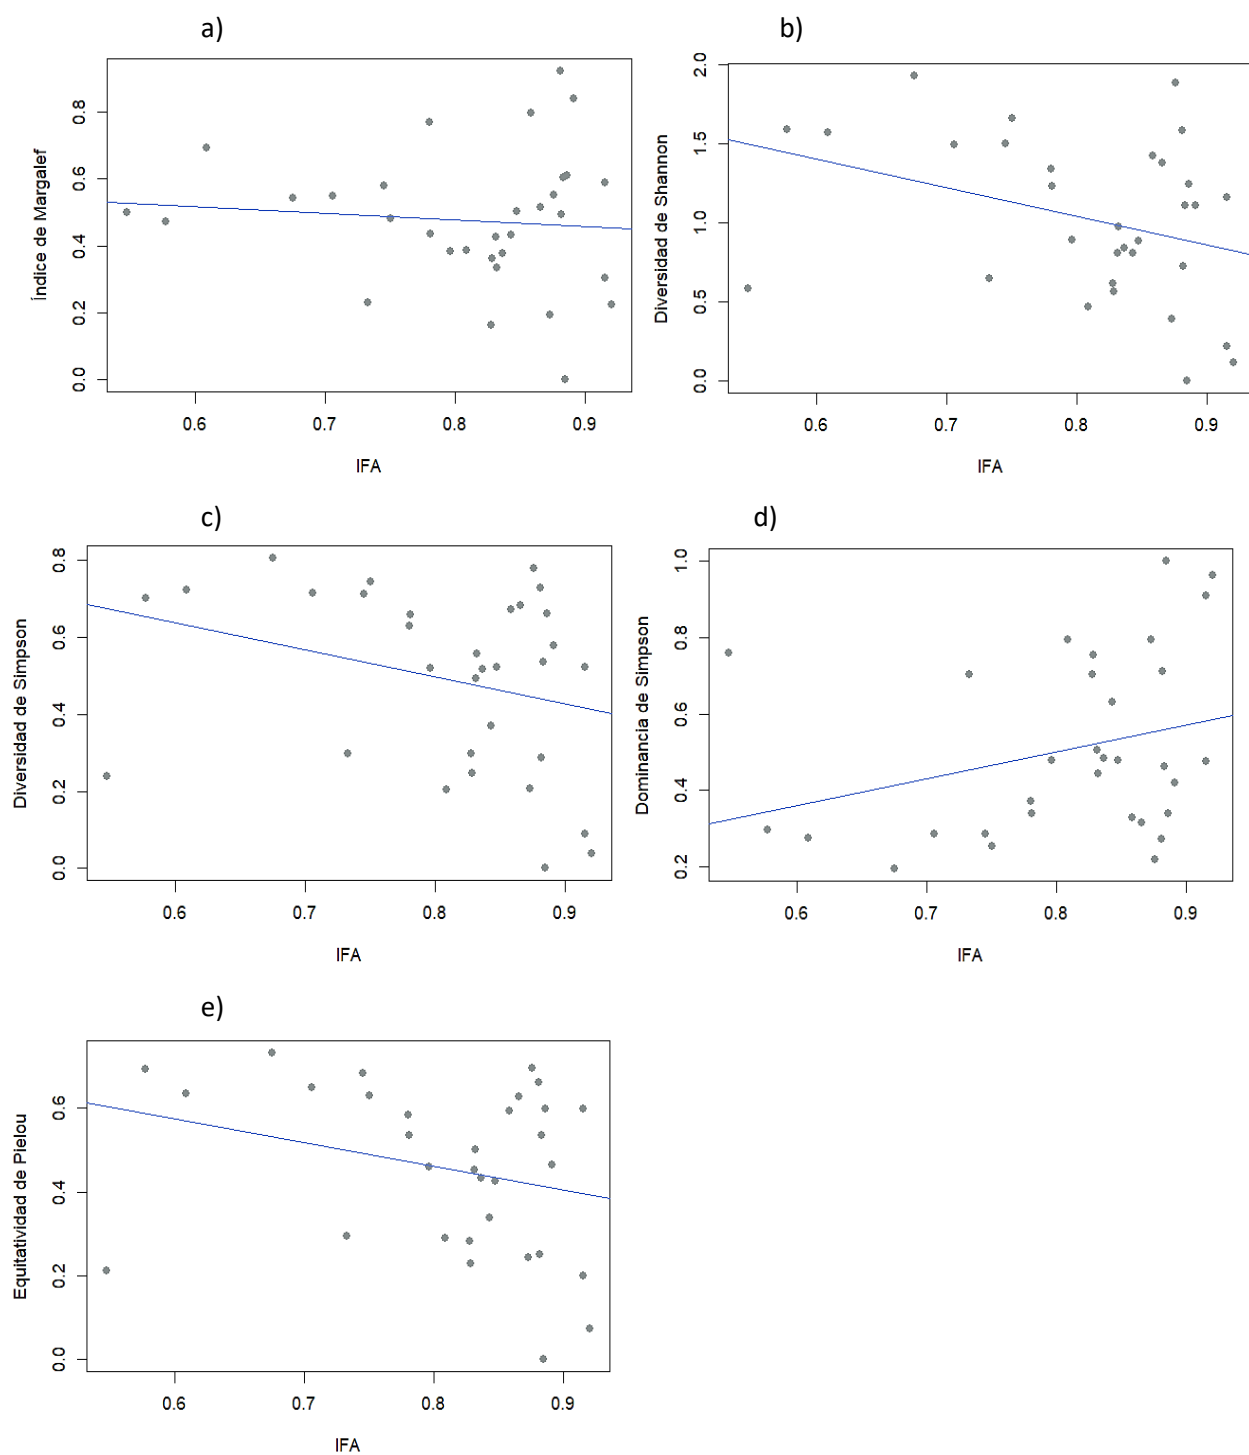 a)
Índice de Margalef
0.8
0.6
0.4
0.2
0.0
0.6 0.7 0.8 0.9
IFA
b)
Diversidad de Shannon
2.0
1.5
1.0
0.5
0.0
0.6 0.7 0.8 0.9
IFA
c)
Diversidad de Simpson
0.8
0.6
0.4
0.2
0.0
0.6 0.7 0.8 0.9
IFA
d)
Dominancia de Simpson
1.0
0.8
0.6
0.4
0.2
0.6 0.7 0.8 0.9
IFA
e)
Equitatividad de Pielou
0.6
0.4
0.2
0.0
0.6 0.7 0.8 0.9
IFA